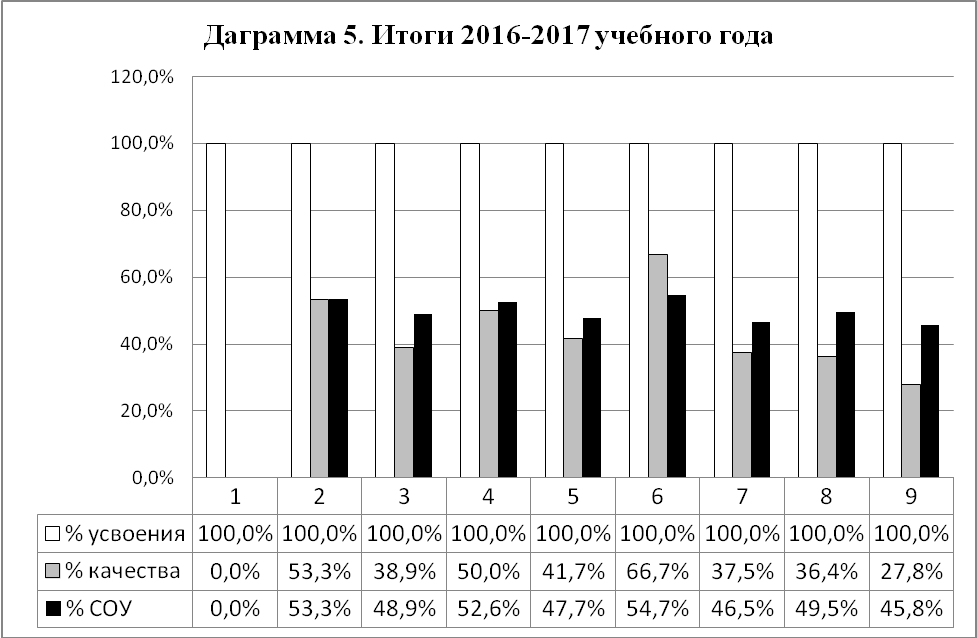 Даграмма 5. Итоги 2016-2017 учебного года
120,0%
100,0%
80,0%
60,0%
40,0%
20,0%
0,0%
1 2 3 4 5 6 7 8 9
% усвоения 100,0% 100,0% 100,0% 100,0% 100,0% 100,0% 100,0% 100,0% 100,0%
% качества 0,0% 53,3% 38,9% 50,0% 41,7% 66,7% 37,5% 36,4% 27,8%
% СОУ 0,0% 53,3% 48,9% 52,6% 47,7% 54,7% 46,5% 49,5% 45,8%